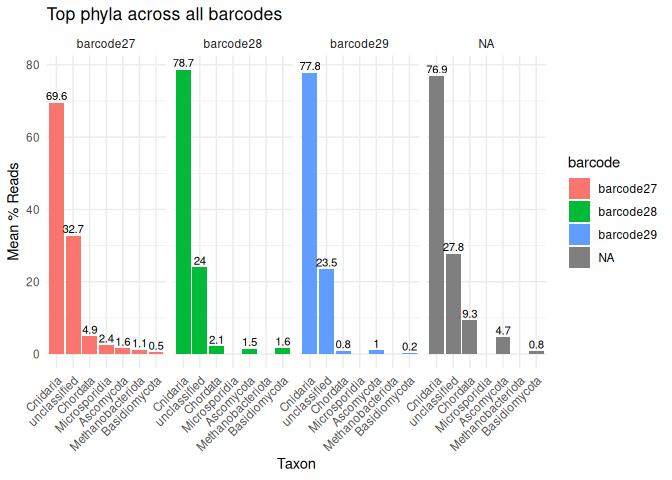 Top phyla across all barcodes
barcode27 barcode28 barcode29 NA
80
60
40
20
0
Mean % Reads
69.6 32.7 4.9 2.4 1.6 1.1 0.5
78.7 24 2.1 1.5 1.6
77.8 23.5 0.8 1 0.2
76.9 27.8 9.3 4.7 0.8
Cnidaria unclassified Chordata Microsporidia Ascomycota Methanobacteriota Basidiomycota
Cnidaria unclassified Chordata Microsporidia Ascomycota Methanobacteriota Basidiomycota
Cnidaria unclassified Chordata Microsporidia Ascomycota Methanobacteriota Basidiomycota
Cnidaria unclassified Chordata Microsporidia Ascomycota Methanobacteriota Basidiomycota
Taxon
barcode
barcode27
barcode28
barcode29
NA